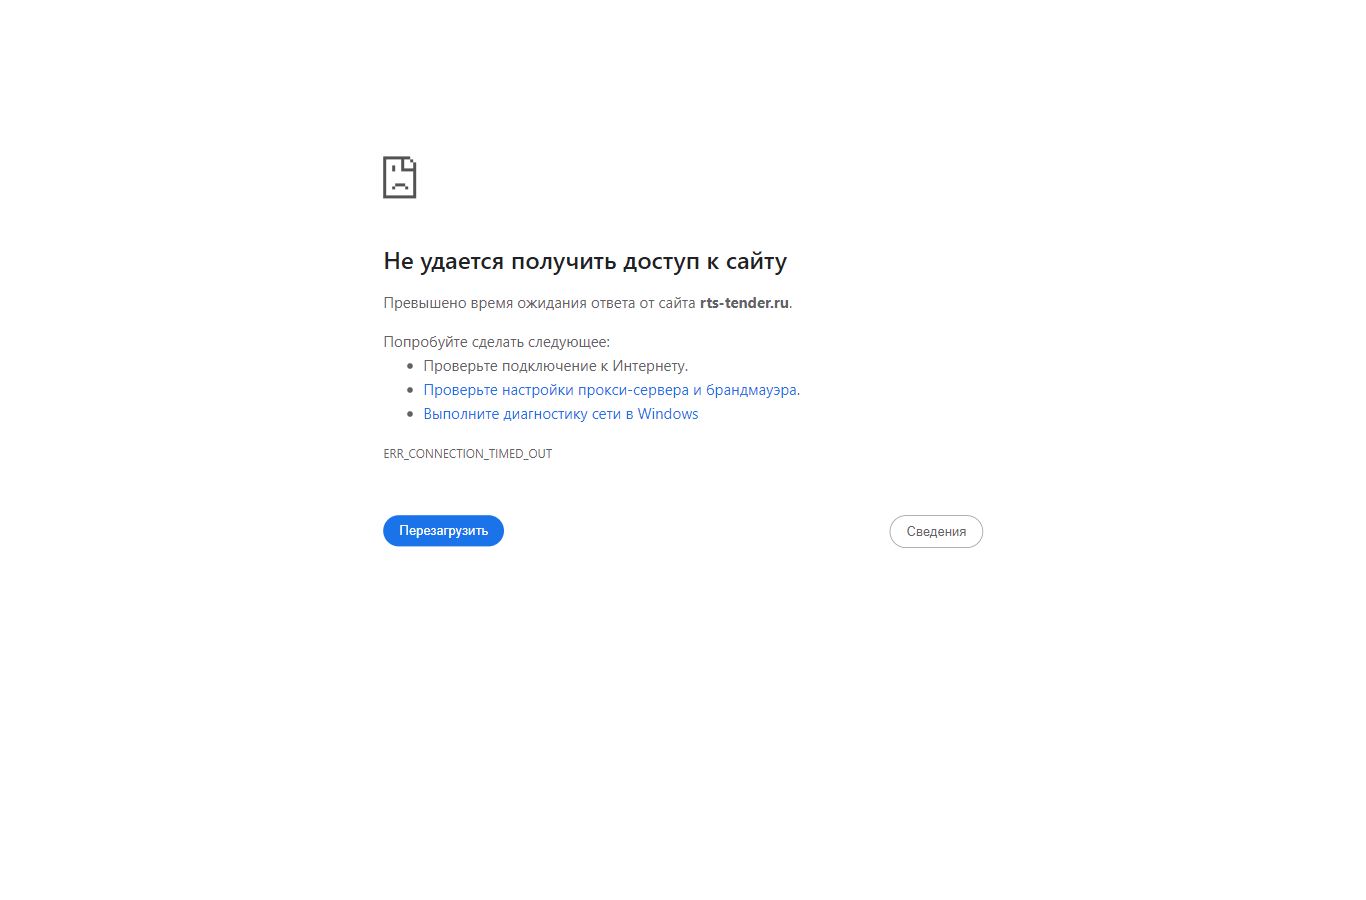 Не удается получить доступ к сайту
Превышено время ожидания ответа от сайта rts-tender.ru.
Попробуйте сделать следующее:
Проверьте подключение к Интернету.
Проверьте настройки прокси-сервера и брандмауэра.
Выполните диагностику сети в Windows
ERR_CONNECTION_TIMED_OUT
Перезагрузить
Сведения